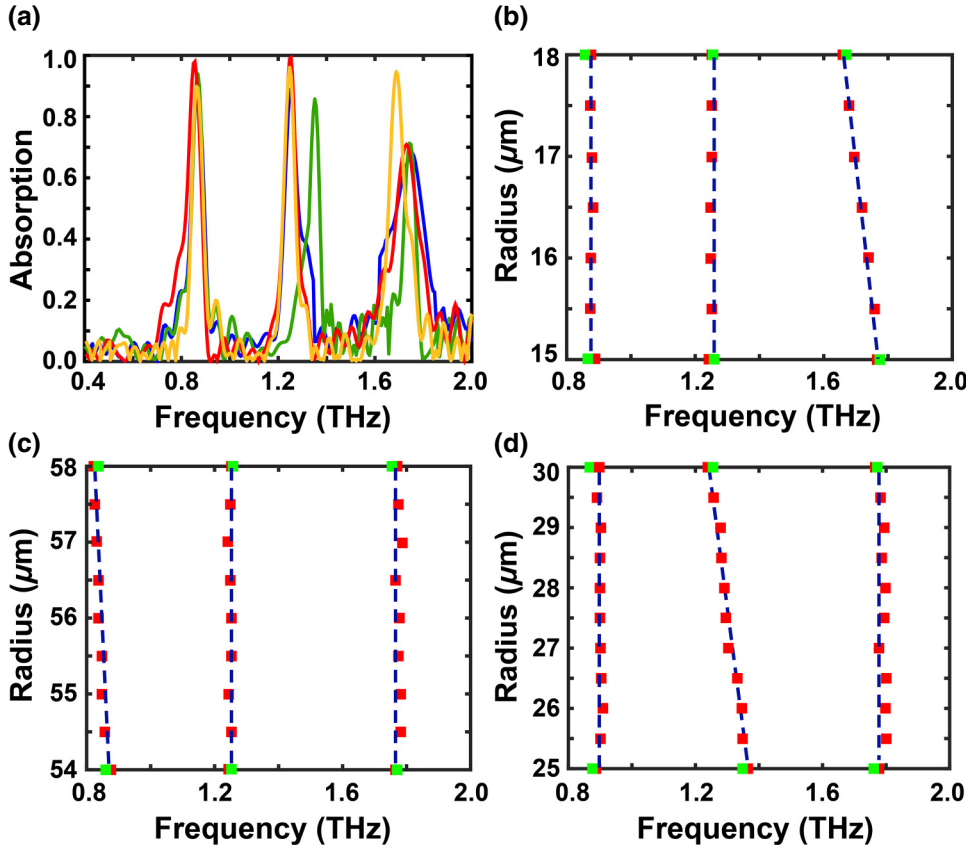 (a)
1.0
0.8
0.6
0.4
0.2
0.0
Absorption
0.4 0.8 1.2 1.6 2.0
Frequency (THz)
(b)
18
17
16
15
Radius (μm)
0.8 1.2 1.6 2.0
Frequency (THz)
(c)
58
57
56
55
54
Radius (μm)
0.8 1.2 1.6 2.0
Frequency (THz)
(d)
30
29
28
27
26
25
Radius (μm)
0.8 1.2 1.6 2.0
Frequency (THz)